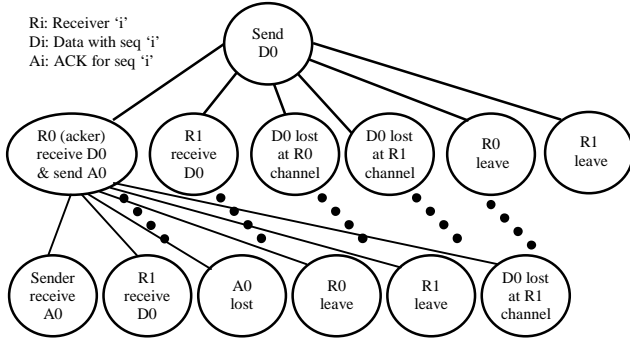 Ri: Receiver ‘i’
Di: Data with seq ‘i’
Ai: ACK for seq ‘i’
Send
D0
R0 (acker)
receive D0
& send A0
R1
receive
D0
D0 lost
at R0
channel
D0 lost
at R1
channel
R0
leave
R1
leave
Sender
receive
A0
R1
receive
D0
A0
lost
R0
leave
R1
leave
D0 lost
at R1
channel